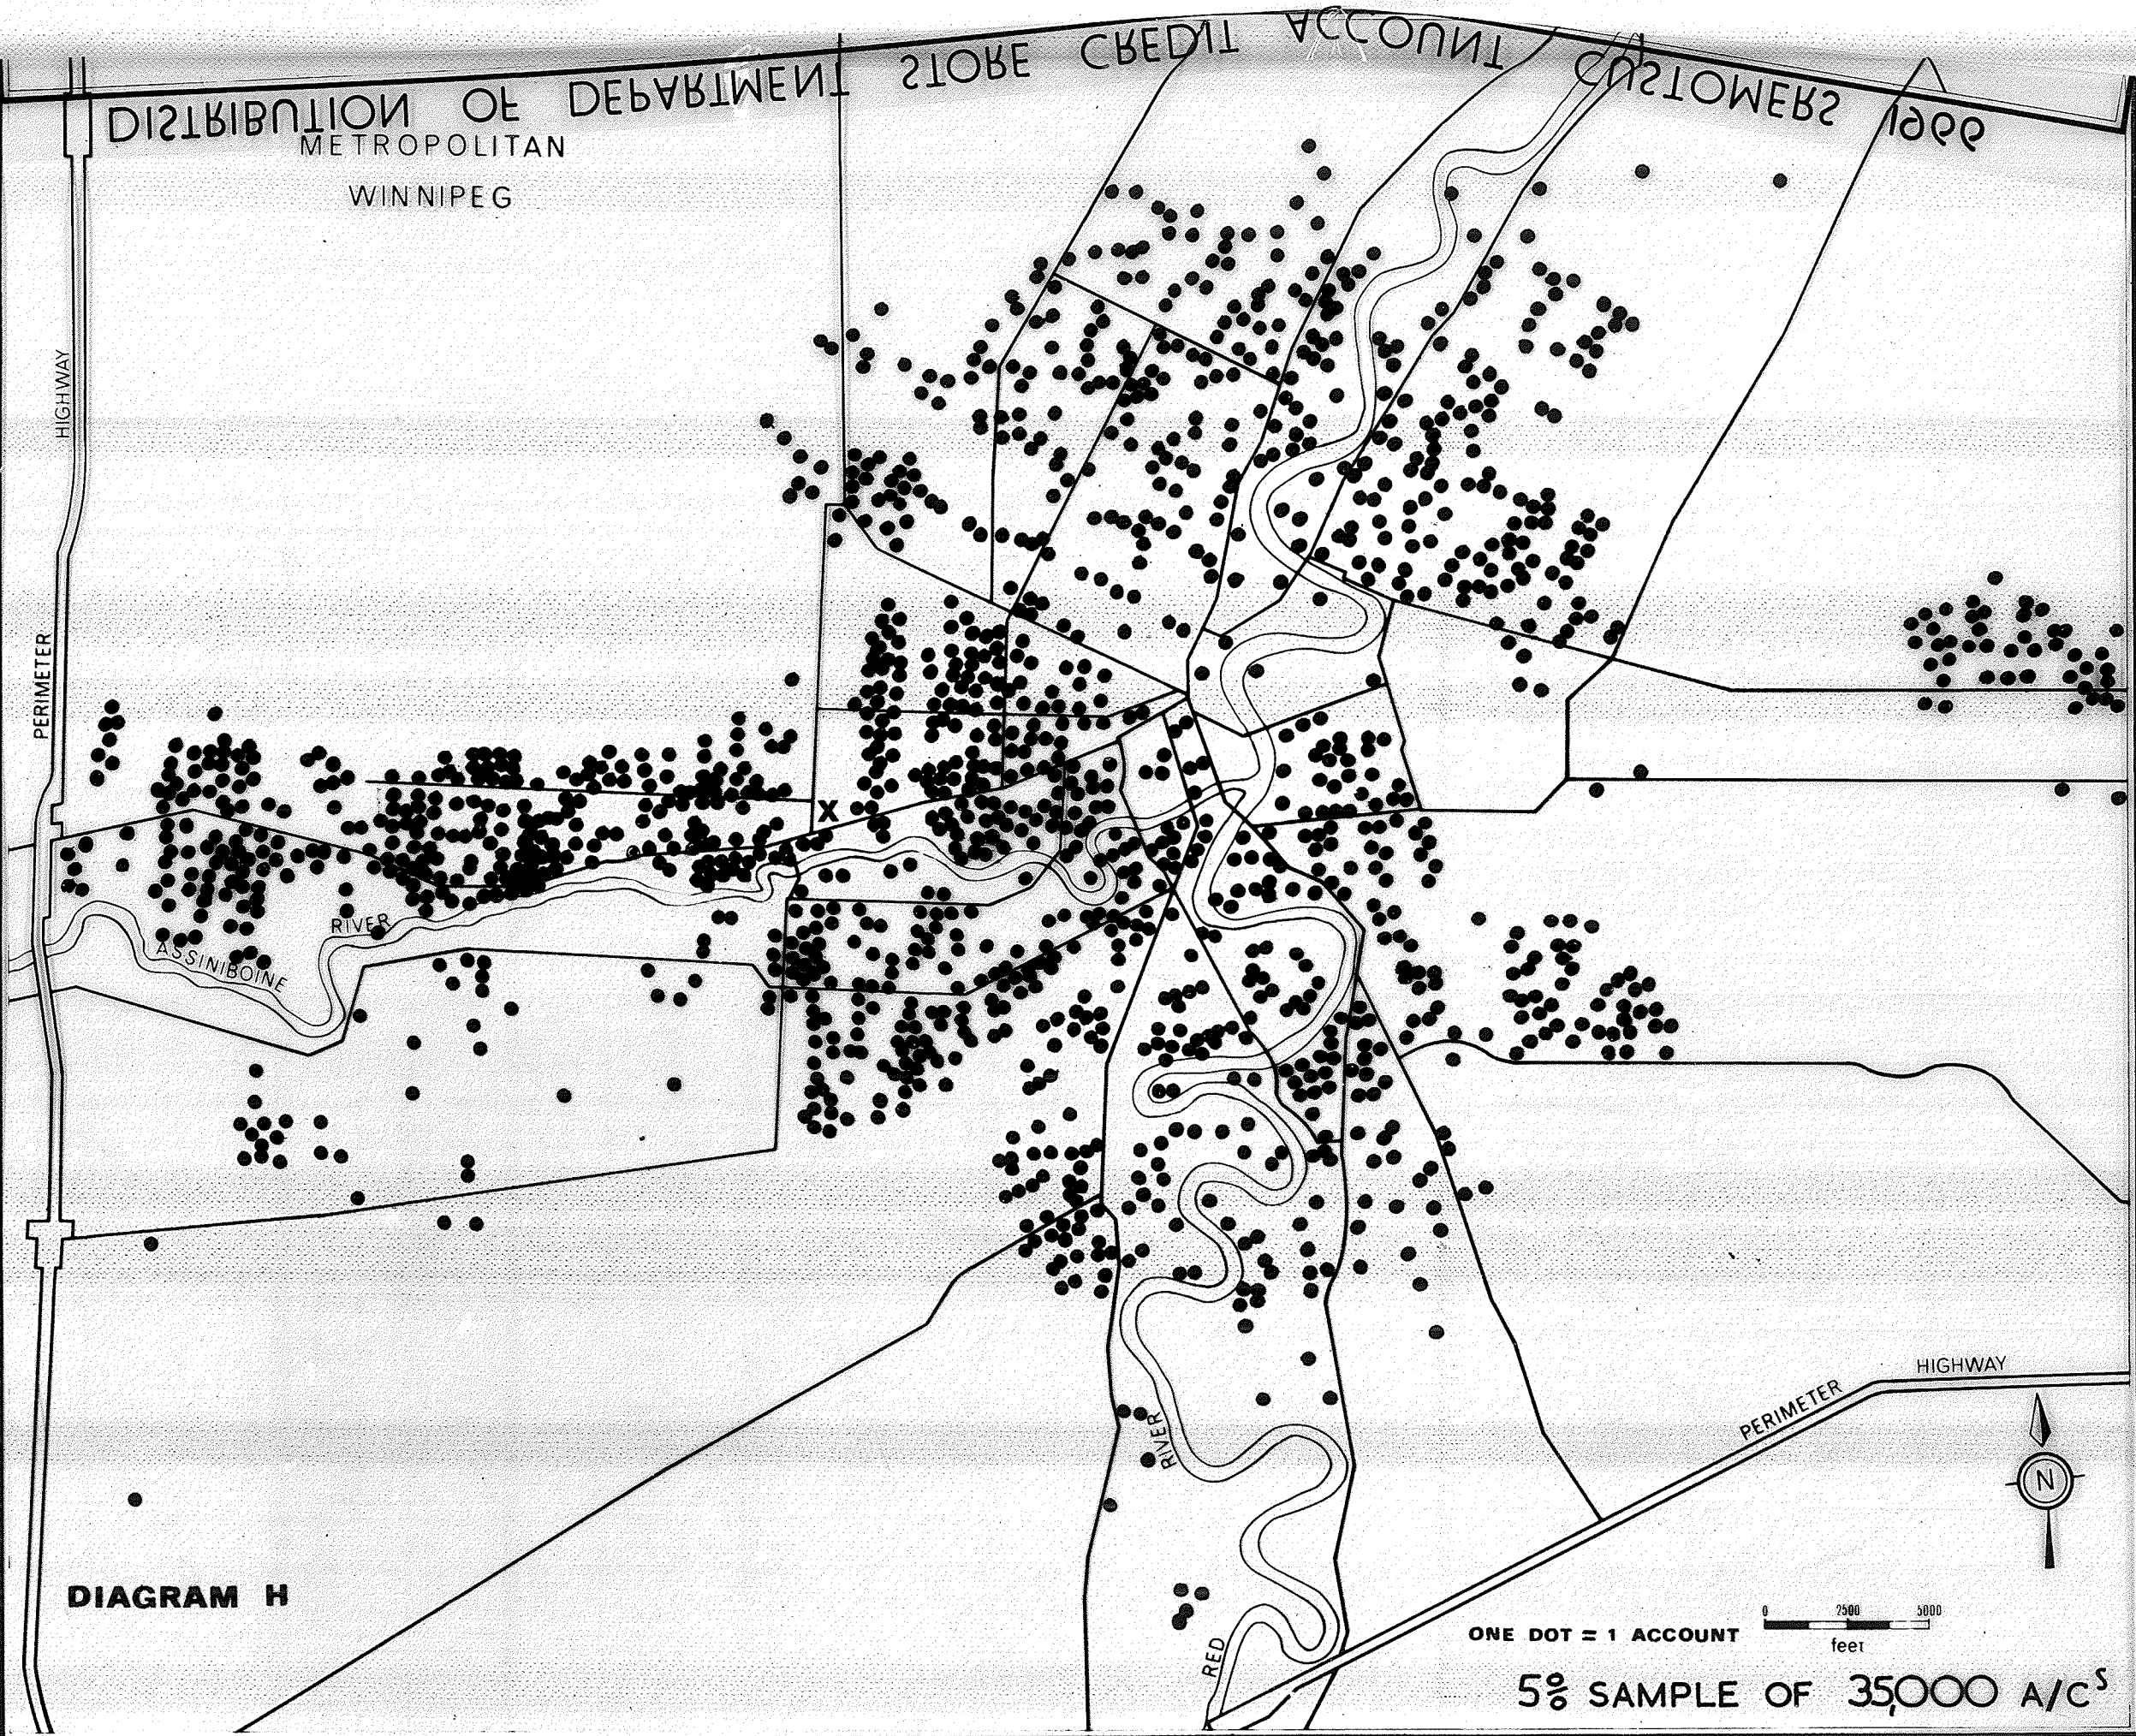 DISTRIBUTION OF DEPARTMENT STORE CREDIT ACCOUNT CUSTOMERS 1966
METROPOLITAN
WINNIPEG
HIGHWAY
PERIMETER
RIVER
ASSINIBOINE
HIGHWAY
PERIMETER
RIVER
RED
X
N
DIAGRAM H
0 2500 5000
feet
ONE DOT = 1 ACCOUNT
5% SAMPLE OF 35,000 A/CS